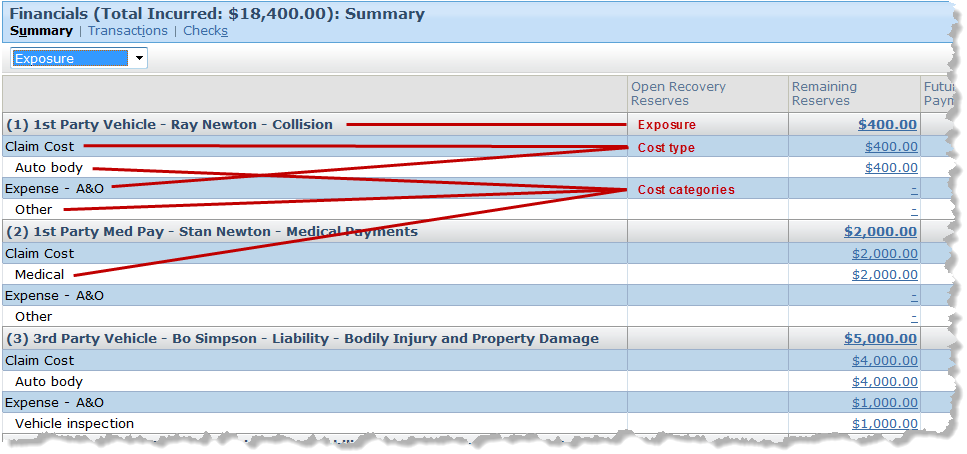 Financials (Total Incurred: $18,400.00): Summary
Summary | Transactions | Checks
Exposure
Open Recovery Reserves Remaining Reserves
(1) 1st Party Vehicle - Ray Newton - Collision Exposure $400.00
Claim Cost Cost type $400.00
Auto body $400.00
Expense - A&O Cost categories -
Other -
(2) 1st Party Med Pay - Stan Newton - Medical Payments $2,000.00
Claim Cost $2,000.00
Medical $2,000.00
Expense - A&O -
Other -
(3) 3rd Party Vehicle - Bo Simpson - Liability - Bodily Injury and Property Damage $5,000.00
Claim Cost $4,000.00
Auto body $4,000.00
Expense - A&O $1,000.00
Vehicle inspection $1,000.00